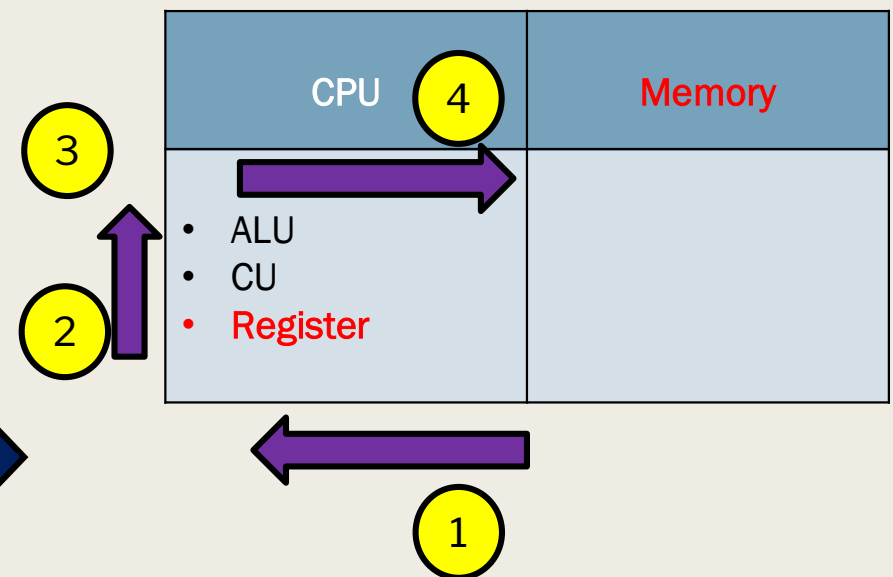 CPU
4
Memory
3
• ALU
• CU
2
• Register
1